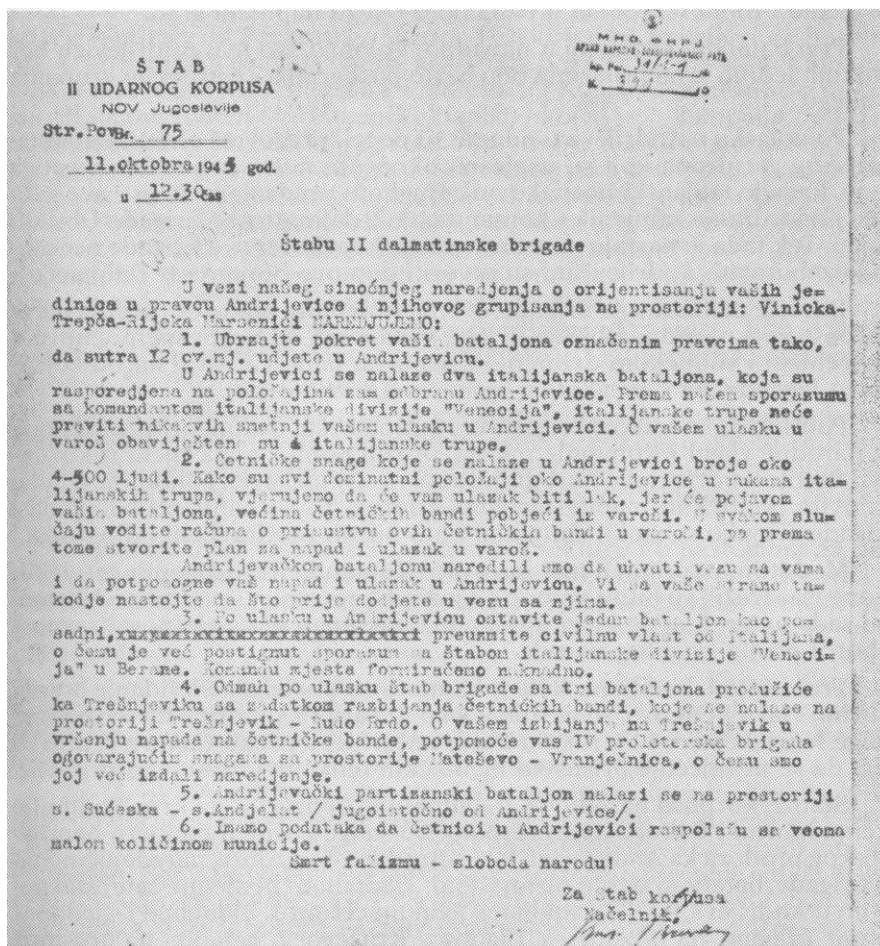 ŠTAB
II UDARNOG KORPUSA
NOV Jugoslavije
Str.Pov Br. 75
11.oktobra 1943 god.
u 12.30 čas
Štabu II dalmatinske brigade
U vezi našeg sinoćnjeg naredjenja o orijentisanju vaših je=
dinica u pravcu Andrijevice i njihovog grupisanja na prostoriji: Vinicka-
Trepča-Rijeka Marsenići NAREDJUJEMO:
1. Ubrzajte pokret vaših bataljona označenim pravcima tako,
da sutra 12 ov.mj. udjete u Andrijevicu.
U Andrijevici se nalaze dva italijanska bataljona, koja su
rasporedjena na položajima za odbranu Andrijevice. Prema našem sporazumu
sa komandantom italijanske divizije "Venecija", italijanske trupe neće
praviti nikakvih smetnji vašem ulasku u Andrijevici. O vašem ulasku u
varoš obaviještene su i italijanske trupe.
2. Četničke snage koje se nalaze u Andrijevici broje oko
4-500 ljudi. Kako su svi dominatni položaji oko Andrijevice u rukama ita=
lijanskih trupa, vjerujemo da će vam ulazak biti lak, jer će pojavom
vaših bataljona, većina četničkih bandi pobjeći iz varoši. U svakom slu=
čaju vodite računa o prisustvu ovih četničkih bandi u varoši, pa prema
tome stvorite plan za napad i ulazak u varoš.
Andrijevačkom bataljonu naredili smo da uhvati vezu sa vama
i da potpomogne vaš napad i ulazak u Andrijevicu. Vi sa vaše strane ta=
kodje nastojte da što prije dodjete u vezu sa njima.
3. Po ulasku u Andrijevicu ostavite jedan bataljon kao po=
sadni, preuzmite civilnu vlast od Italijana,
o čemu je već postignut sporazum sa štabom italijanske divizije "Veneci=
ja" u Berane. Komandu mjesta formiraćemo naknadno.
4. Odmah po ulasku Štab brigade sa tri bataljona produžiće
ka Trešnjeviku sa zadatkom razbijanja četničkih bandi, koje se nalaze na
prostoriji Trešnjevik - Rudo Brdo. O vašem izbijanju na Trešnjevik u
vršenju napada na četničke bande, potpomoće vas IV proleterska brigada
ogovarajućim snagama sa prostorije Mateševo - Vranješnica, o čemu smo
joj već izdali naredjenje.
5. Andrijevački partizanski bataljon nalazi se na prostoriji
s. Sućeska - s.Andjelat / jugoistočno od Andrijevice/.
6. Imamo podataka da četnici u Andrijevici raspolažu sa veoma
malom količinom municije.
Smrt fašizmu - sloboda narodu!
Za Štab korpusa
Načelnik,